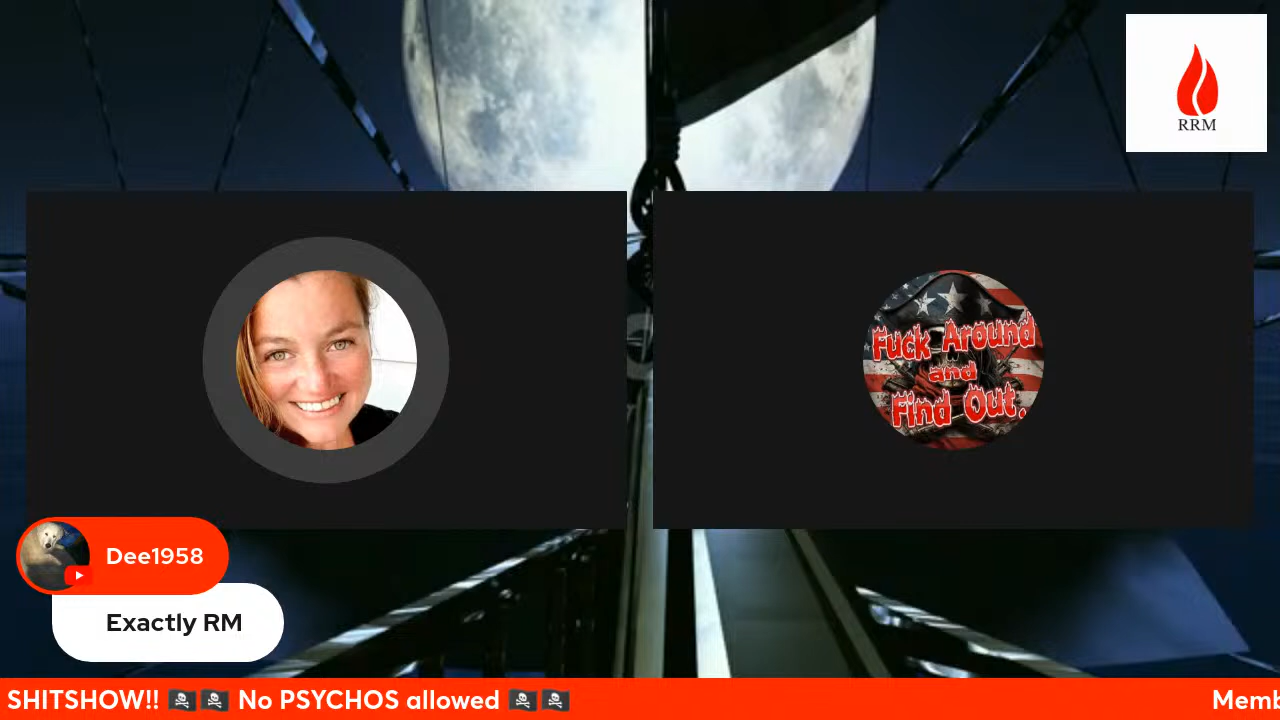 RRM
Fuck Around
and
Find Out.
Dee1958
Exactly RM
SHITSHOW!! 🏴‍☠️🏴‍☠️ No PSYCHOS allowed 🏴‍☠️🏴‍☠️